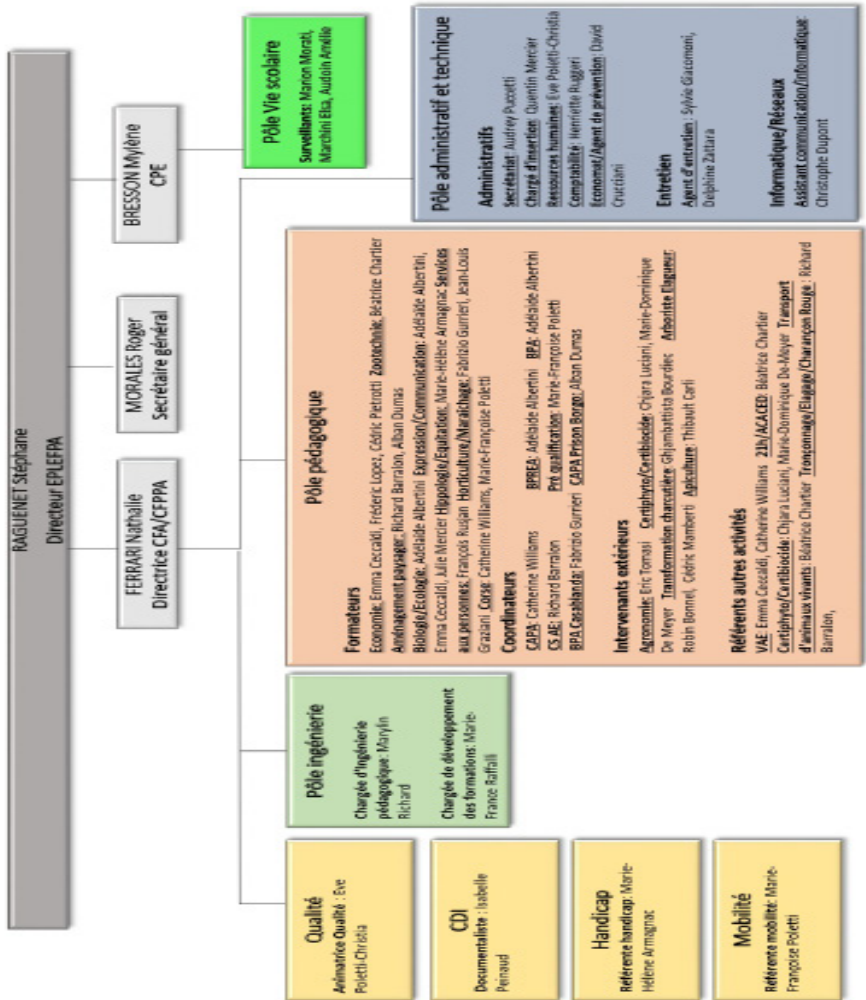 RAGUENET Stéphane
Directeur EPLEFPA
FERRARI Nathalie
Directrice CFA/CFPPA
MORALES Roger
Secrétaire général
BRESSON Mylène
CPE
Qualité
Animatrice Qualité : Eve
Poletti-Christia
CDI
Documentaliste : Isabelle
Peinaud
Handicap
Référente handicap: Marie-
Hélène Armagnac
Mobilité
Référente mobilité: Marie-
Françoise Poletti
Pôle ingénierie
Chargée d'Ingénierie
pédagogique: Marylin
Richard
Chargée de développement
des formations: Marie-
France Raffalli
Pôle pédagogique
Formateurs
Economie: Emma Ceccaldi, Fréderic Lopez, Cédric Pietrotti Zootechnie: Béatrice Chartier
Aménagement paysager: Richard Barralon, Alban Dumas
Biologie/Ecologie: Adélaïde Albertini Expression/Communication: Adélaïde Albertini,
Emma Ceccaldi, Julie Mercier Hippologie/Equitation: Marie-Hélène Armagnac Services
aux personnes: François Rusjan Horticulture/Maraichage: Fabrizio Gurrieri, Jean-Louis
Graziani Corse: Catherine Williams, Marie-Françoise Poletti
Coordinateurs
CAPA: Catherine Williams BPREA: Adélaïde Albertini BPA: Adélaïde Albertini
CS AE: Richard Barralon Pré qualification: Marie-Françoise Poletti
BPA Casabianda: Fabrizio Gurrieri CAPA Prison Borgo: Alban Dumas
Intervenants extérieurs
Agronomie: Eric Tomasi Certiphyto/Certibiocide: Chjara Luciani, Marie-Dominique
De Meyer Transformation charcutière: Ghjambattista Bourdiec Arboriste Elagueur:
Robin Bonnel, Cédric Mamberti Apiculture: Thibault Carli
Référents autres activités
VAE: Emma Ceccaldi, Catherine Williams 21h/ACACED: Béatrice Chartier
Certiphyto/Certibiocide: Chjara Luciani, Marie-Dominique De-Meyer Transport
d'animaux vivants: Béatrice Chartier Tronçonnage/Elagage/Charançon Rouge : Richard
Barralon,
Pôle Vie scolaire
Surveillants: Marion Morati,
Marchini Elsa, Audoin Amélie
Pôle administratif et technique
Administratifs
Secrétariat: Audrey Puccetti
Chargé d'insertion: Quentin Mercier
Ressources humaines: Eve Poletti-Christia
Comptabilité: Henriette Ruggeri
Economat/Agent de prévention: David
Crucciani
Entretien
Agent d'entretien : Sylvie Giacomoni,
Delphine Zattara
Informatique/Réseaux
Assistant communication/informatique:
Christophe Dupont